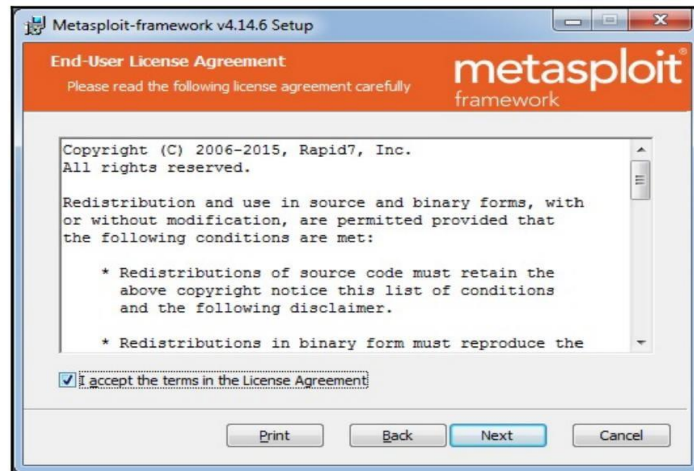 Metasploit-framework v4.14.6 Setup
End-User License Agreement
Please read the following license agreement carefully
metasploit®
framework
Copyright (C) 2006-2015, Rapid7, Inc.
All rights reserved.
Redistribution and use in source and binary forms, with
or without modification, are permitted provided that
the following conditions are met:
* Redistributions of source code must retain the
above copyright notice this list of conditions
and the following disclaimer.
* Redistributions in binary form must reproduce the
I accept the terms in the License Agreement
Print Back Next Cancel